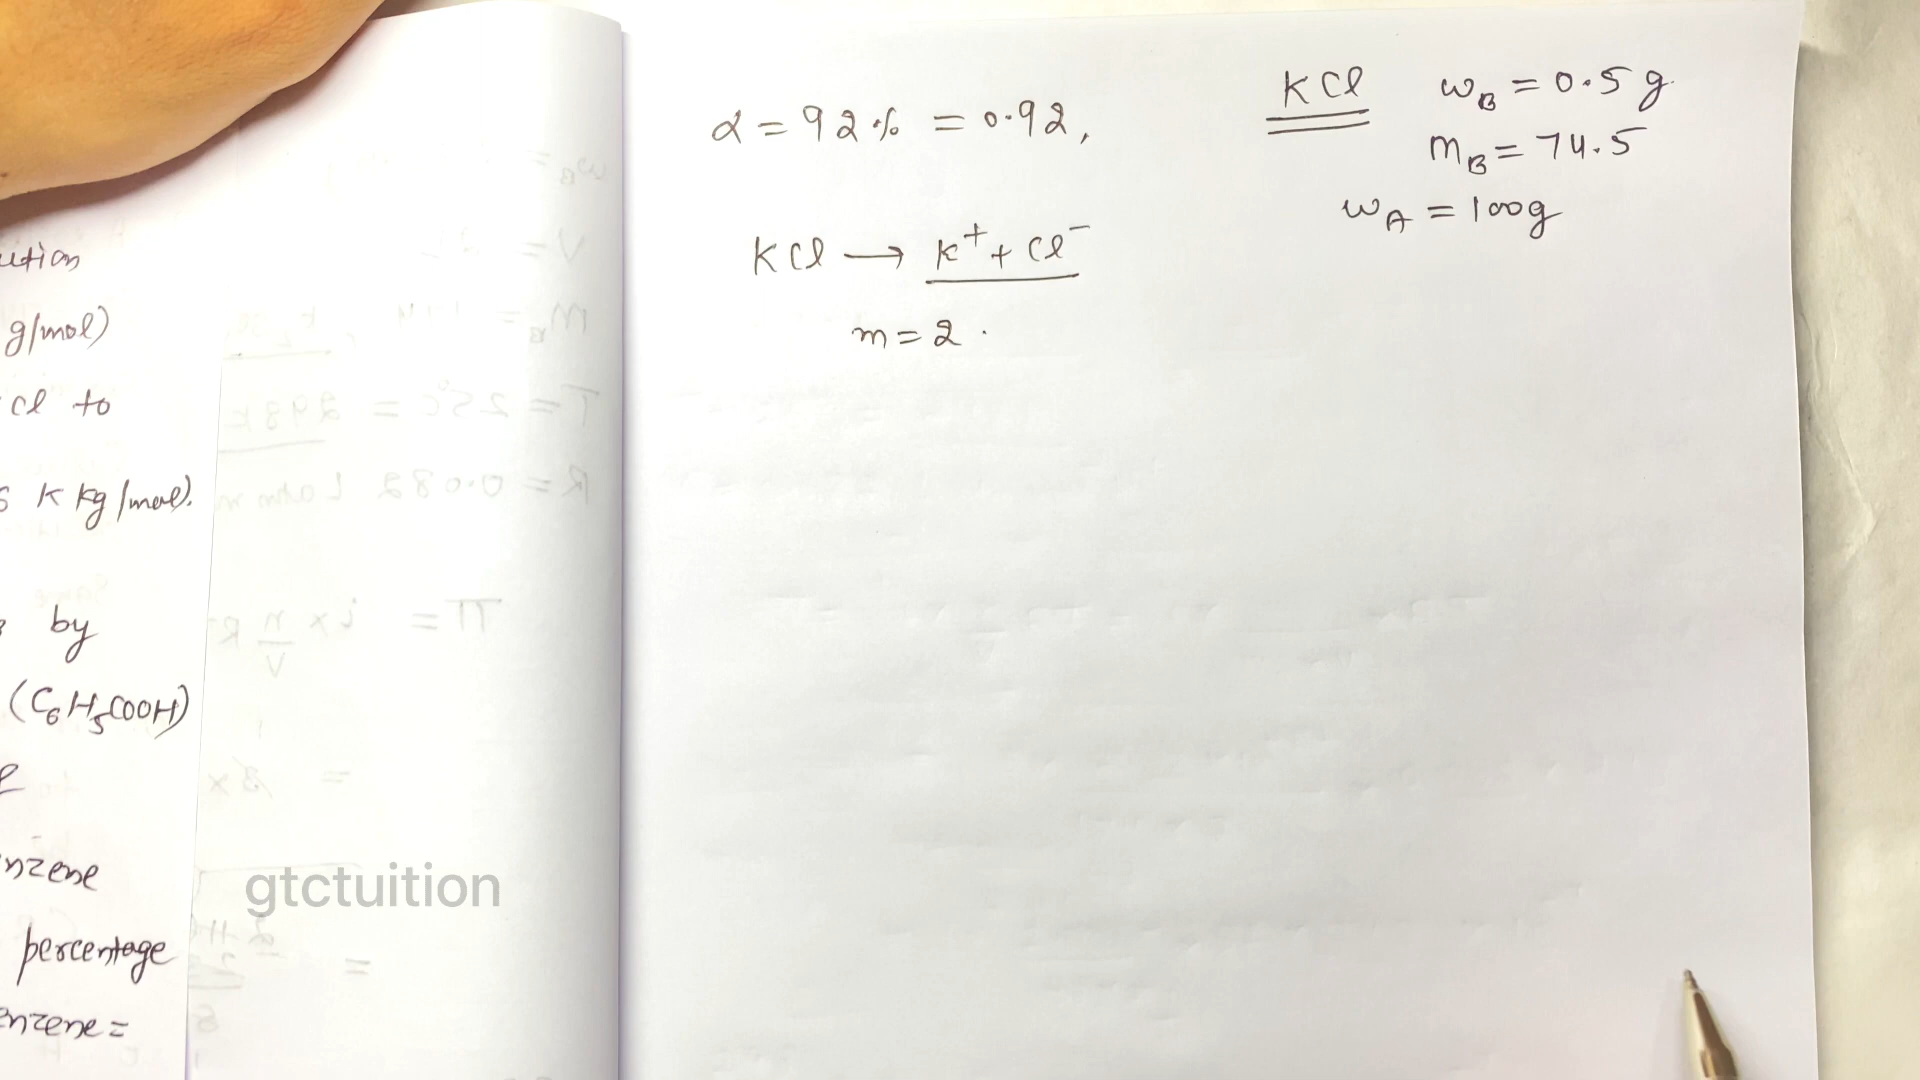 ution
g/mol)
cl to
K kg/mol).
by
(C₆H₅COOH)
nzene
percentage
enzene =
α = 92% = 0.92,
KCl → K⁺ + Cl⁻
m = 2.
KCl w_B = 0.5 g
m_B = 74.5
w_A = 100g
gtctuition